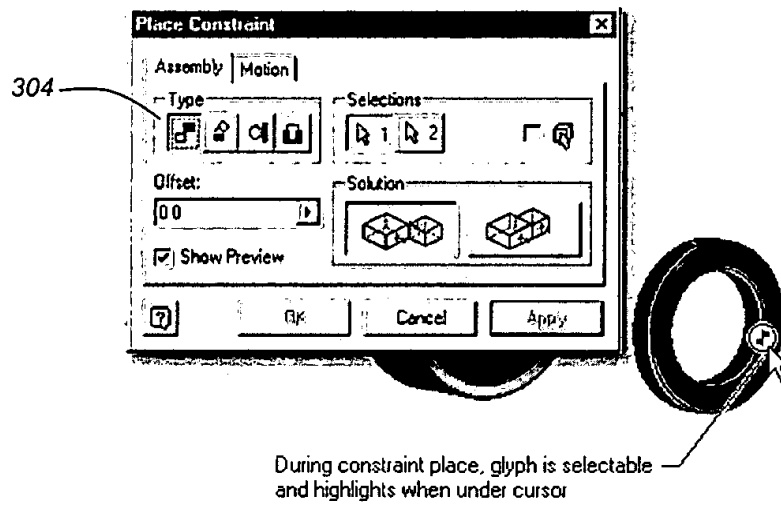 Place Constraint
Assembly Motion
304
Type Selections
1 2
Offset: Solution
0.0
Show Preview
? OK Cancel Apply
During constraint place, glyph is selectable
and highlights when under cursor